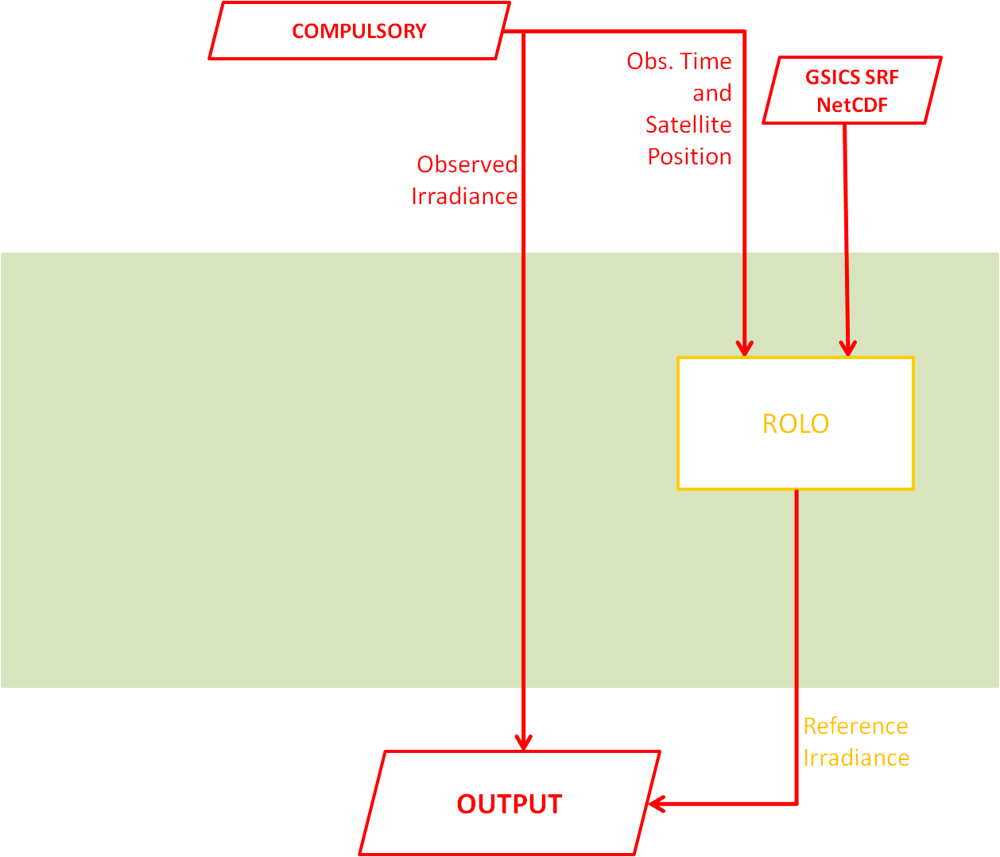 COMPULSORY
Obs. Time
and
Satellite
Position
GSICS SRF
NetCDF
Observed
Irradiance
ROLO
Reference
Irradiance
OUTPUT